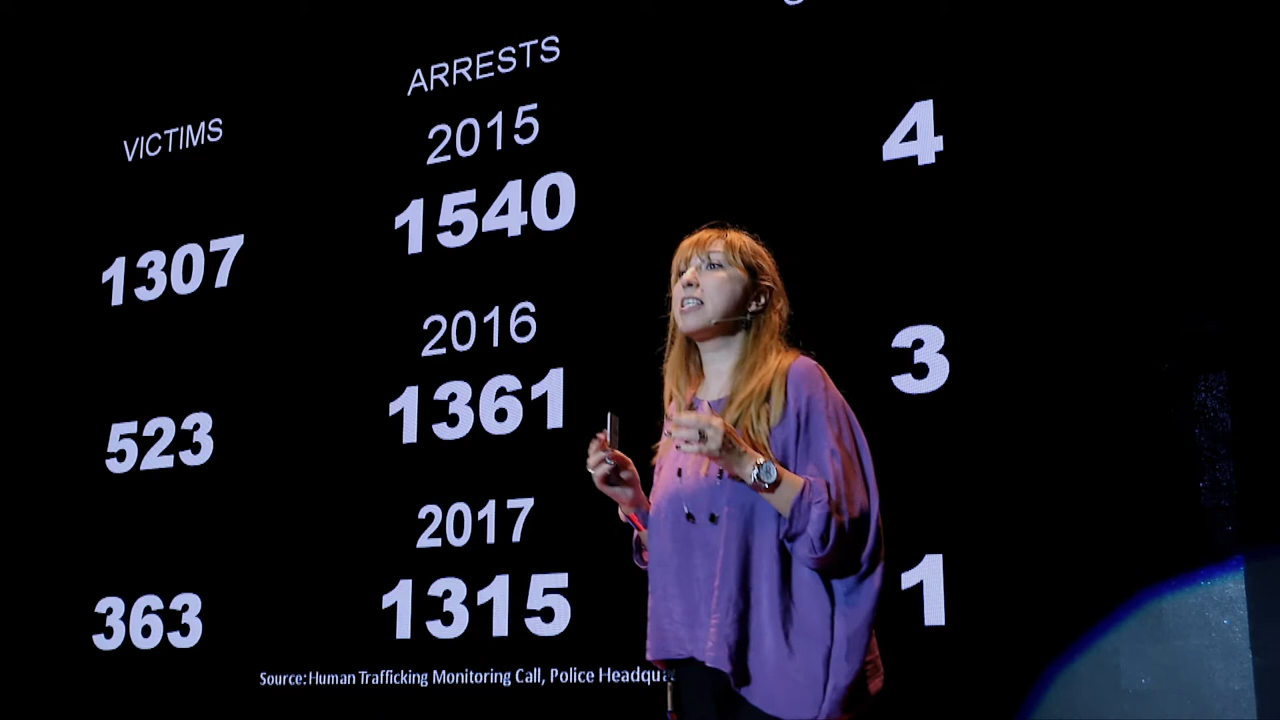 ARRESTS
VICTIMS
2015
1307 1540 4
2016
523 1361 3
2017
363 1315 1
Source: Human Trafficking Monitoring Call, Police